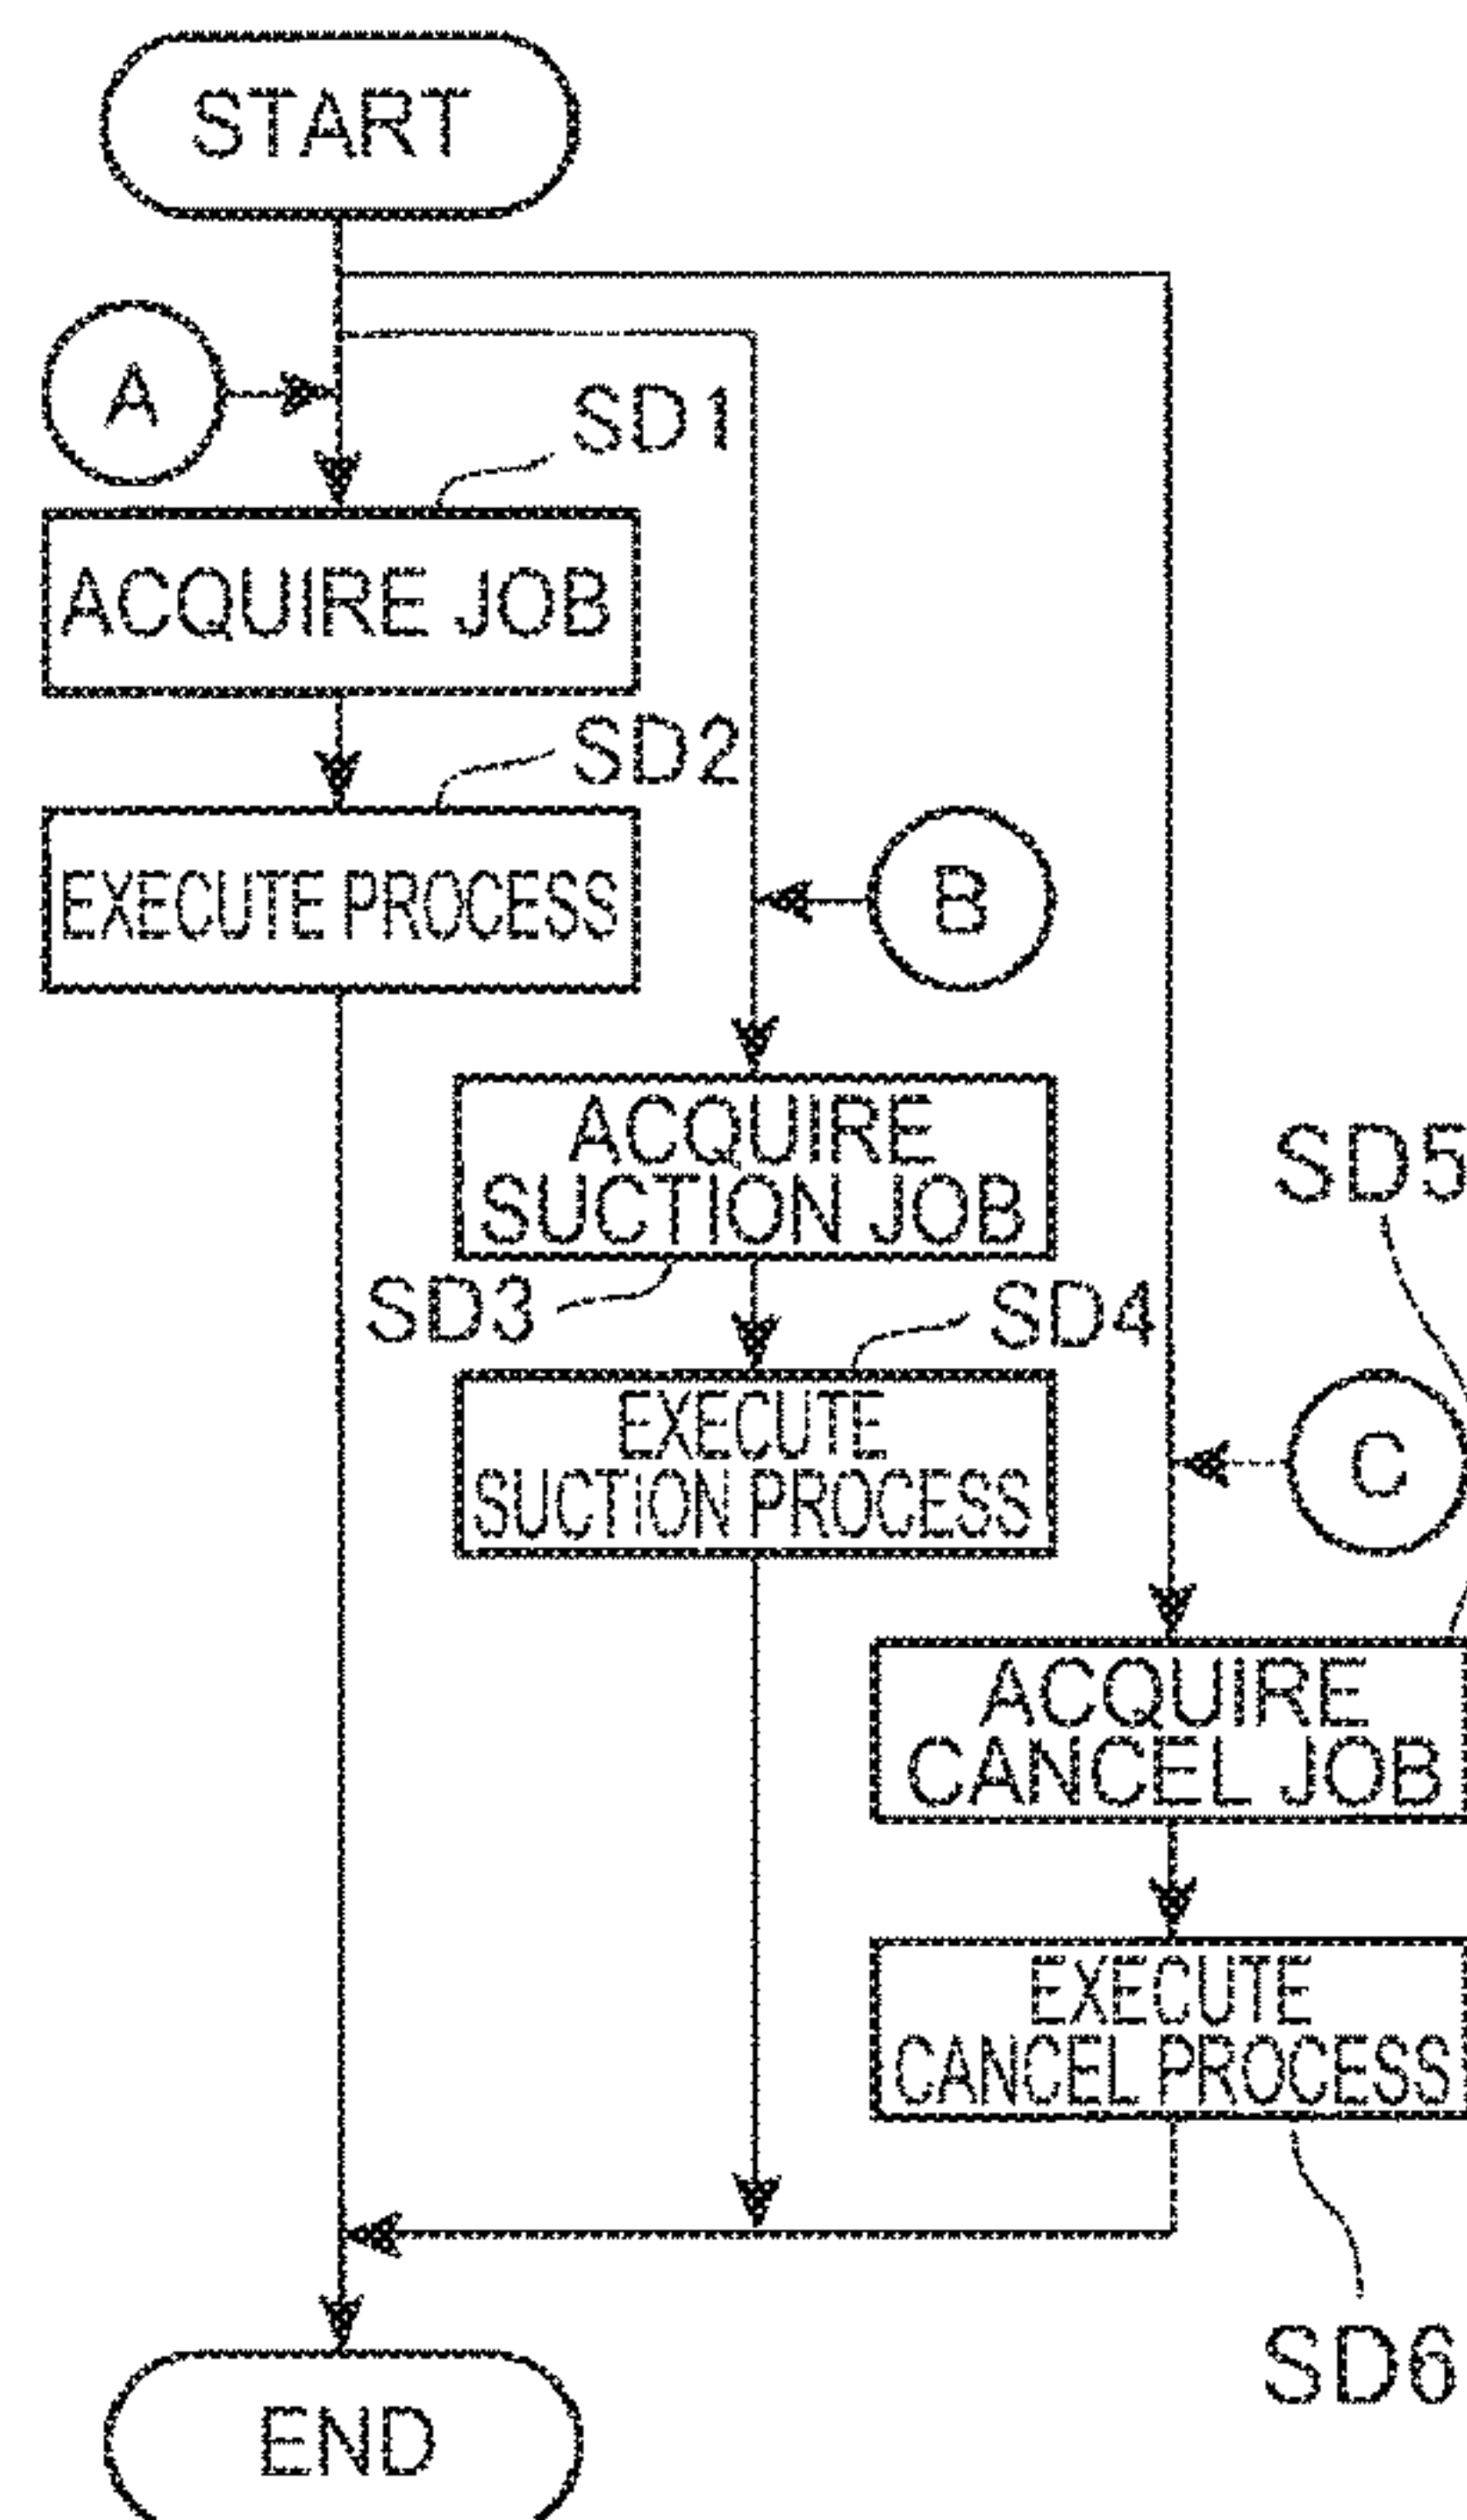 START
A
SD1
ACQUIRE JOB
SD2
EXECUTE PROCESS
B
ACQUIRE
SUCTION JOB
SD5
SD3
SD4
EXECUTE
SUCTION PROCESS
C
ACQUIRE
CANCEL JOB
EXECUTE
CANCEL PROCESS
SD6
END